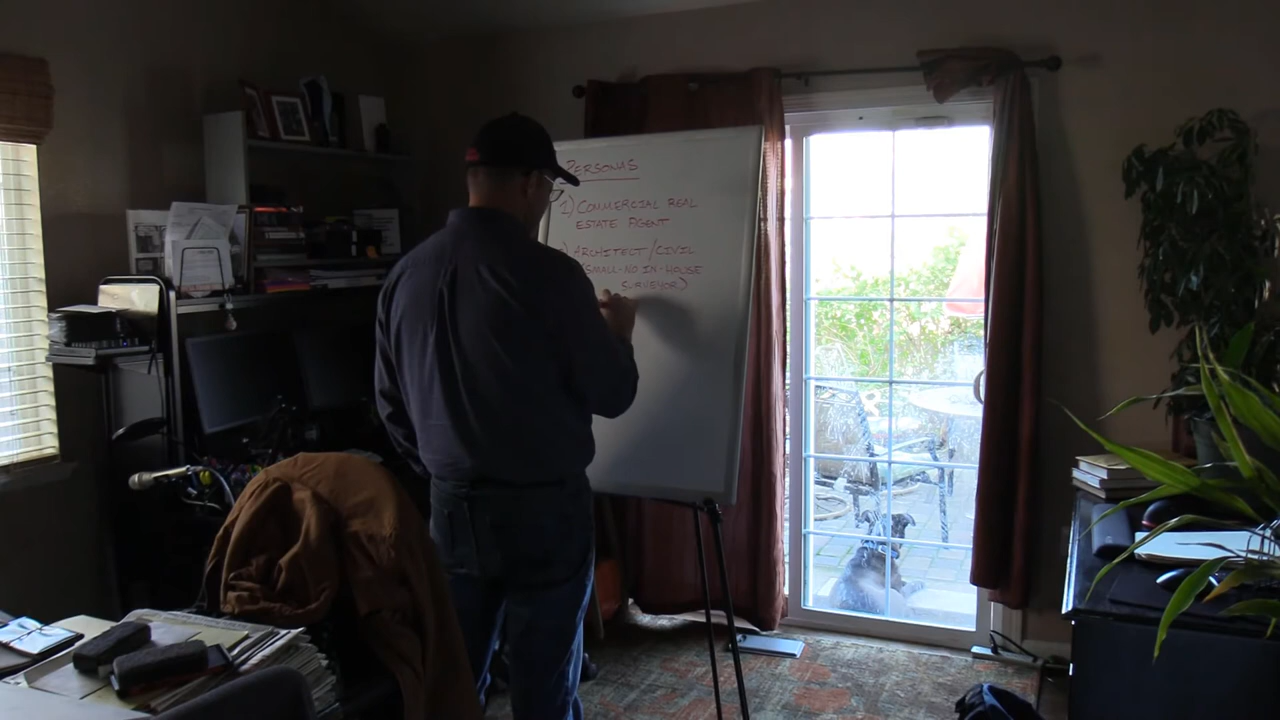 PERSONAS
1) COMMERCIAL REAL
ESTATE AGENT
) ARCHITECT/CIVIL
(SMALL-NO IN-HOUSE
SURVEYOR)